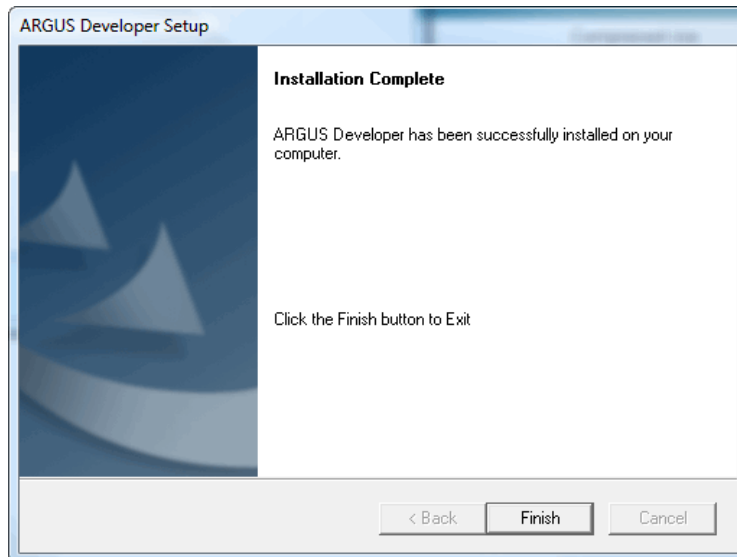 ARGUS Developer Setup
Installation Complete
ARGUS Developer has been successfully installed on your
computer.
Click the Finish button to Exit
< Back
Finish
Cancel